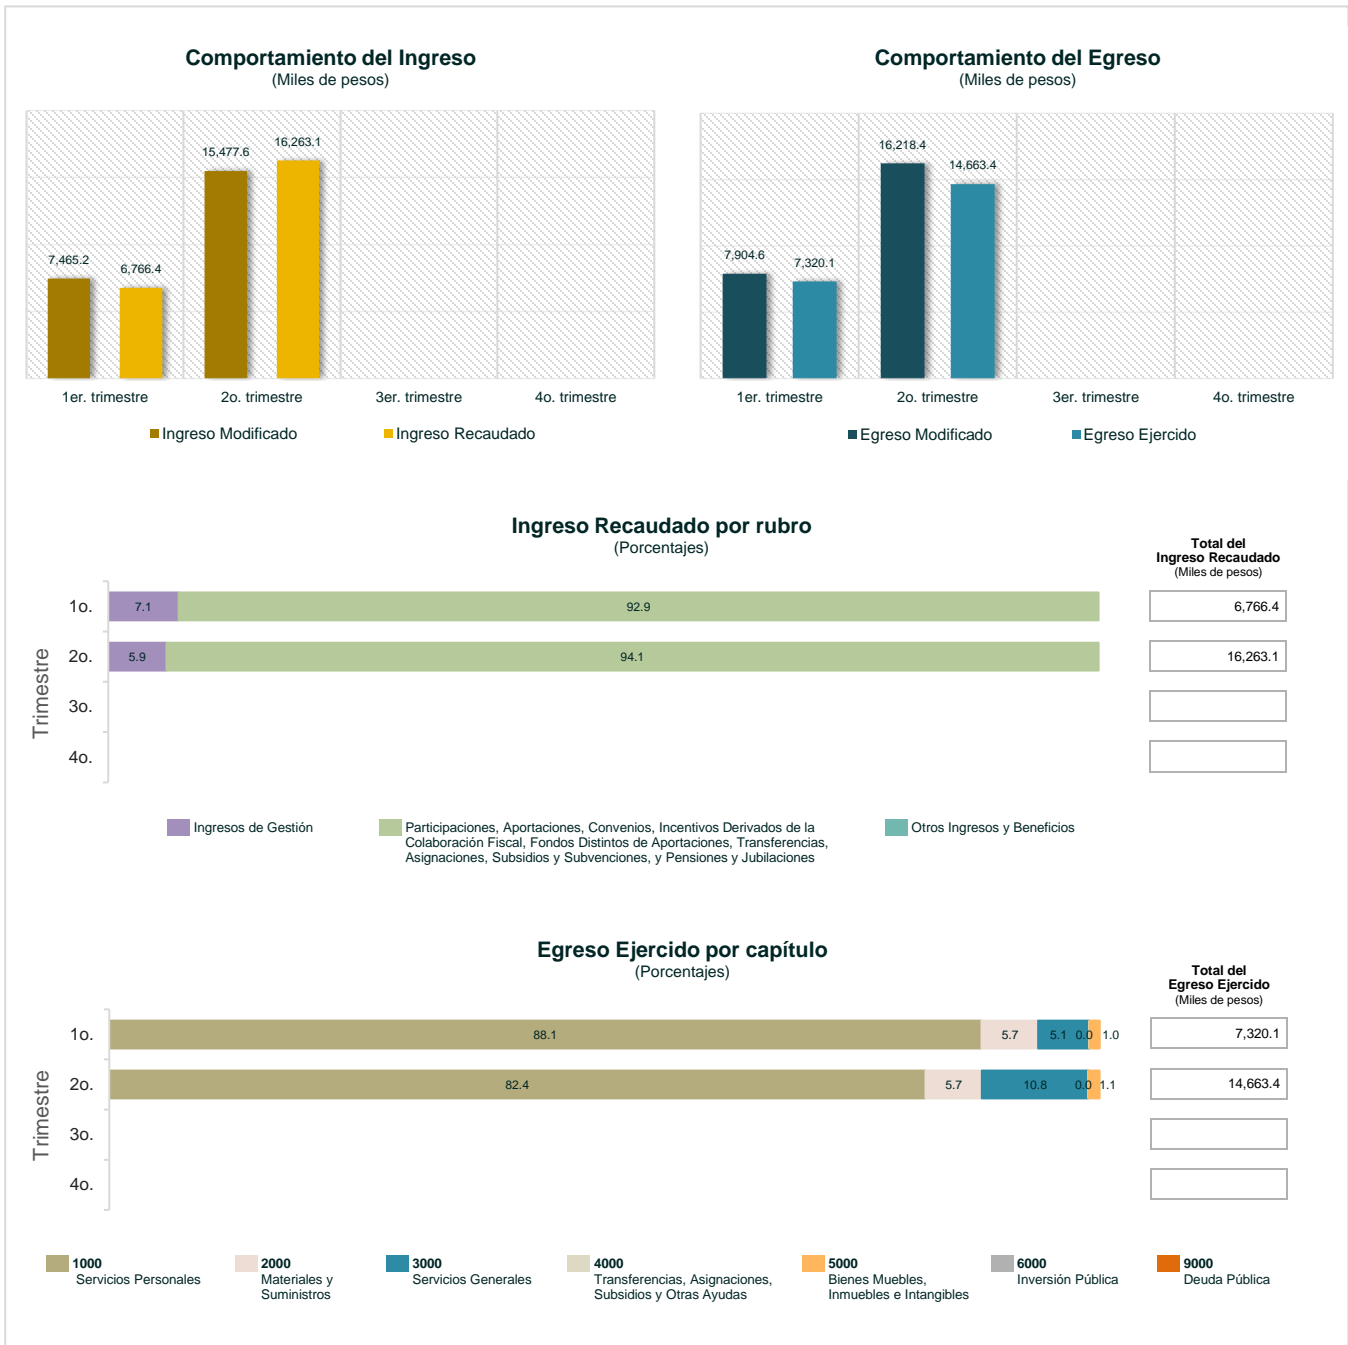 Comportamiento del Ingreso
(Miles de pesos)
7,465.2
6,766.4
15,477.6
16,263.1
1er. trimestre
2o. trimestre
3er. trimestre
4o. trimestre
Ingreso Modificado
Ingreso Recaudado
Comportamiento del Egreso
(Miles de pesos)
7,904.6
7,320.1
16,218.4
14,663.4
1er. trimestre
2o. trimestre
3er. trimestre
4o. trimestre
Egreso Modificado
Egreso Ejercido
Ingreso Recaudado por rubro
(Porcentajes)
Total del
Ingreso Recaudado
(Miles de pesos)
Trimestre
1o.
7.1
92.9
6,766.4
2o.
5.9
94.1
16,263.1
3o.
4o.
Ingresos de Gestión
Participaciones, Aportaciones, Convenios, Incentivos Derivados de la
Colaboración Fiscal, Fondos Distintos de Aportaciones, Transferencias,
Asignaciones, Subsidios y Subvenciones, y Pensiones y Jubilaciones
Otros Ingresos y Beneficios
Egreso Ejercido por capítulo
(Porcentajes)
Total del
Egreso Ejercido
(Miles de pesos)
Trimestre
1o.
88.1
5.7
5.1
0.0
1.0
7,320.1
2o.
82.4
5.7
10.8
0.0
1.1
14,663.4
3o.
4o.
1000
Servicios Personales
2000
Materiales y
Suministros
3000
Servicios Generales
4000
Transferencias, Asignaciones,
Subsidios y Otras Ayudas
5000
Bienes Muebles,
Inmuebles e Intangibles
6000
Inversión Pública
9000
Deuda Pública